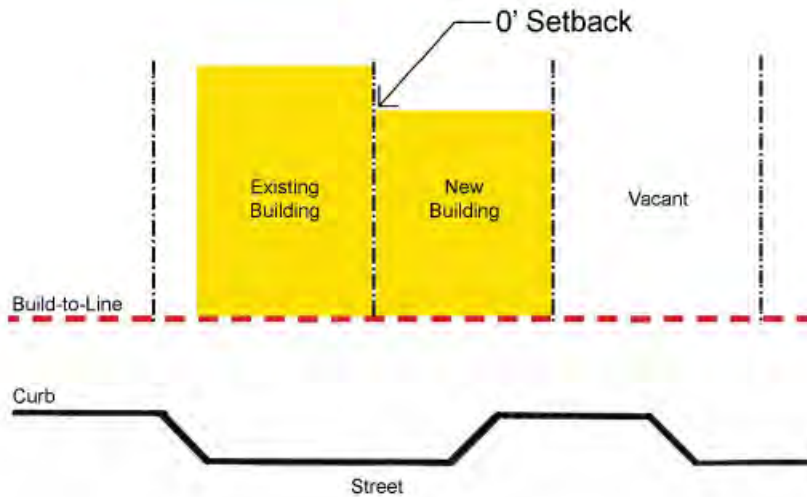 0' Setback
Existing
Building
New
Building
Vacant
Build-to-Line
Curb
Street